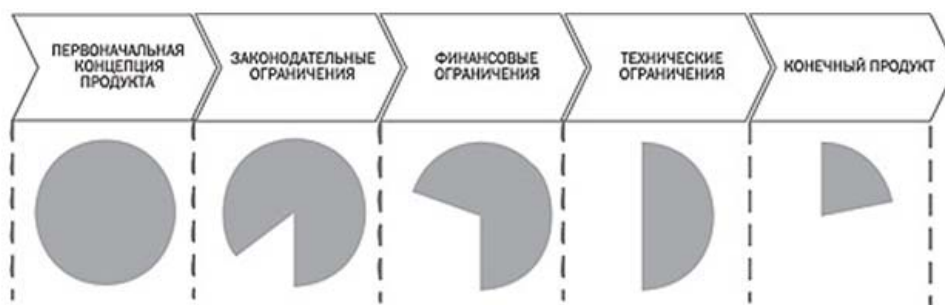 ПЕРВОНАЧАЛЬНАЯ
КОНЦЕПЦИЯ
ПРОДУКТА
ЗАКОНОДАТЕЛЬНЫЕ
ОГРАНИЧЕНИЯ
ФИНАНСОВЫЕ
ОГРАНИЧЕНИЯ
ТЕХНИЧЕСКИЕ
ОГРАНИЧЕНИЯ
КОНЕЧНЫЙ ПРОДУКТ